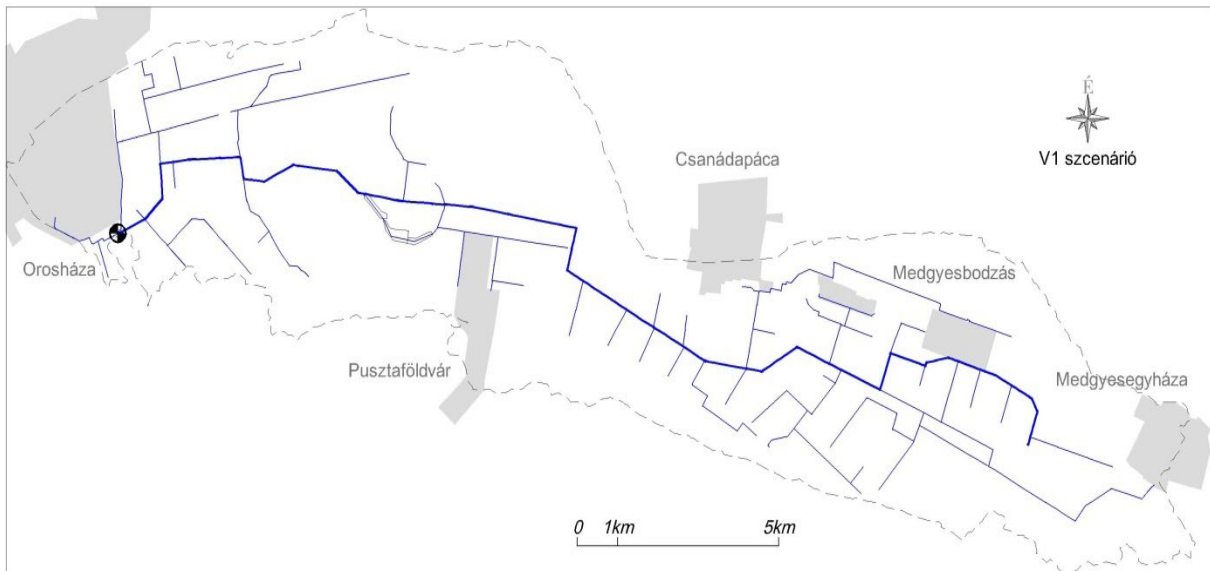 É
V1 szcenárió
Csanádapáca
Orosháza
Medgyesbodzás
Pusztaföldvár
Medgyesegyháza
0 1km 5km